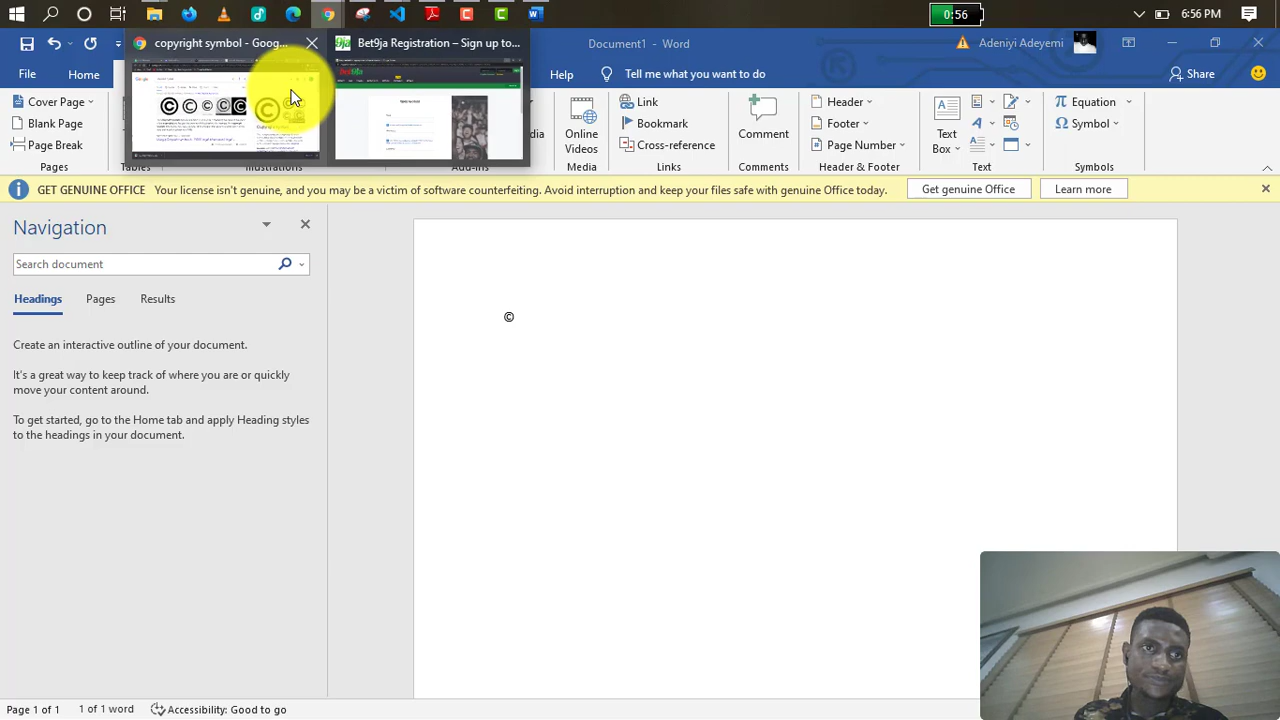 0:56
6:56 PM
copyright symbol - Goog...
9ja
Bet9ja Registration – Sign up to...
Document1 - Word
Adeniyi Adeyemi
File
Home
Help
Tell me what you want to do
Share
Cover Page
Blank Page
Page Break
Pages
Tables
Illustrations
Add-ins
Online
Videos
Media
Link
Bookmark
Cross-reference
Links
Comment
Comments
Header
Footer
Page Number
Header & Footer
Text
Box
Text
Equation
Symbol
Symbols
GET GENUINE OFFICE
Your license isn't genuine, and you may be a victim of software counterfeiting. Avoid interruption and keep your files safe with genuine Office today.
Get genuine Office
Learn more
Navigation
Search document
Headings
Pages
Results
Create an interactive outline of your document.
It's a great way to keep track of where you are or quickly
move your content around.
To get started, go to the Home tab and apply Heading styles
to the headings in your document.
©
Page 1 of 1
1 of 1 word
Accessibility: Good to go